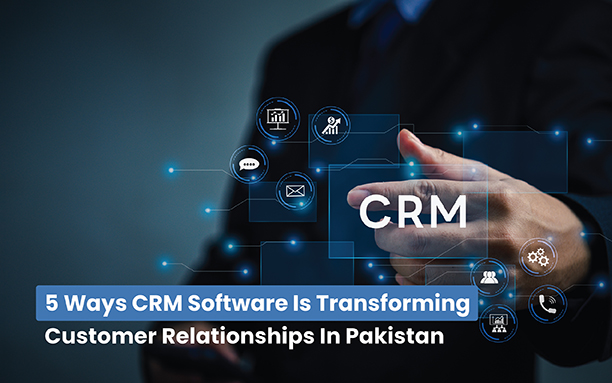 CRM
5 Ways CRM Software Is Transforming
Customer Relationships In Pakistan